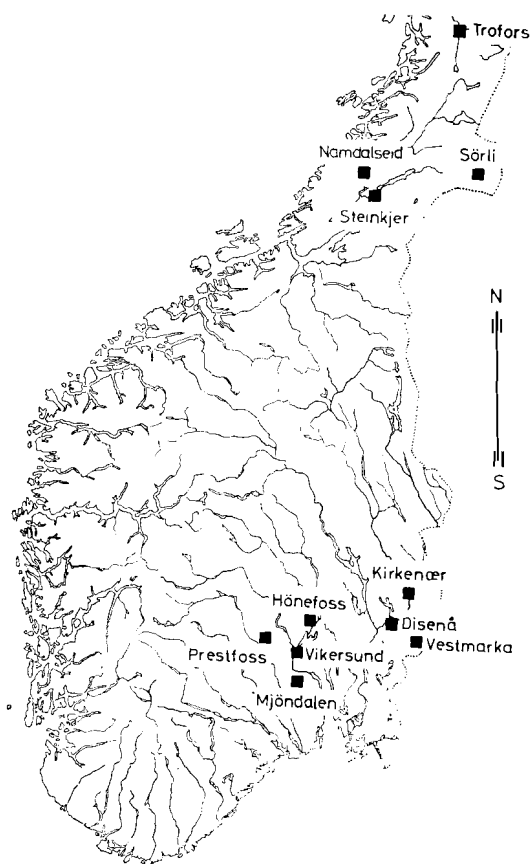 Trofors
Namdalseid
Sörli
Steinkjer
N
S
Kirkenær
Hönefoss
Disenå
Vestmarka
Prestfoss
Vikersund
Mjöndalen